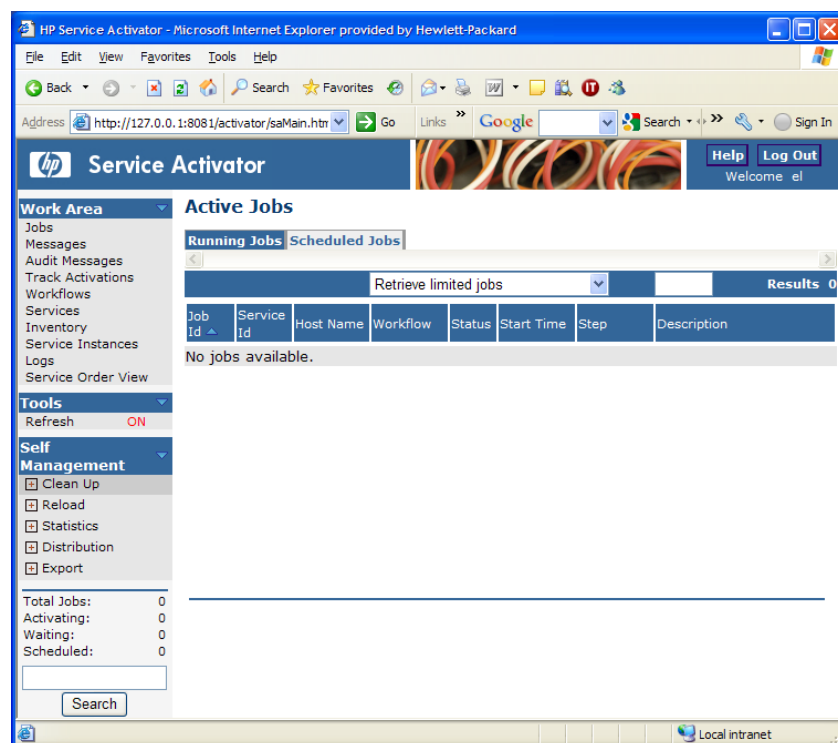 HP Service Activator - Microsoft Internet Explorer provided by Hewlett-Packard
File Edit View Favorites Tools Help
Back Search Favorites
Address http://127.0.0.1:8081/activator/saMain.htm Go Links » Google Search » Sign In
hp Service Activator
Help Log Out
Welcome el
Work Area
Jobs
Messages
Audit Messages
Track Activations
Workflows
Services
Inventory
Service Instances
Logs
Service Order View
Tools
Refresh ON
Self
Management
Clean Up
Reload
Statistics
Distribution
Export
Total Jobs: 0
Activating: 0
Waiting: 0
Scheduled: 0
Search
Active Jobs
Running Jobs Scheduled Jobs
Retrieve limited jobs Results 0
Job Id Service Id Host Name Workflow Status Start Time Step Description
No jobs available.
Local intranet